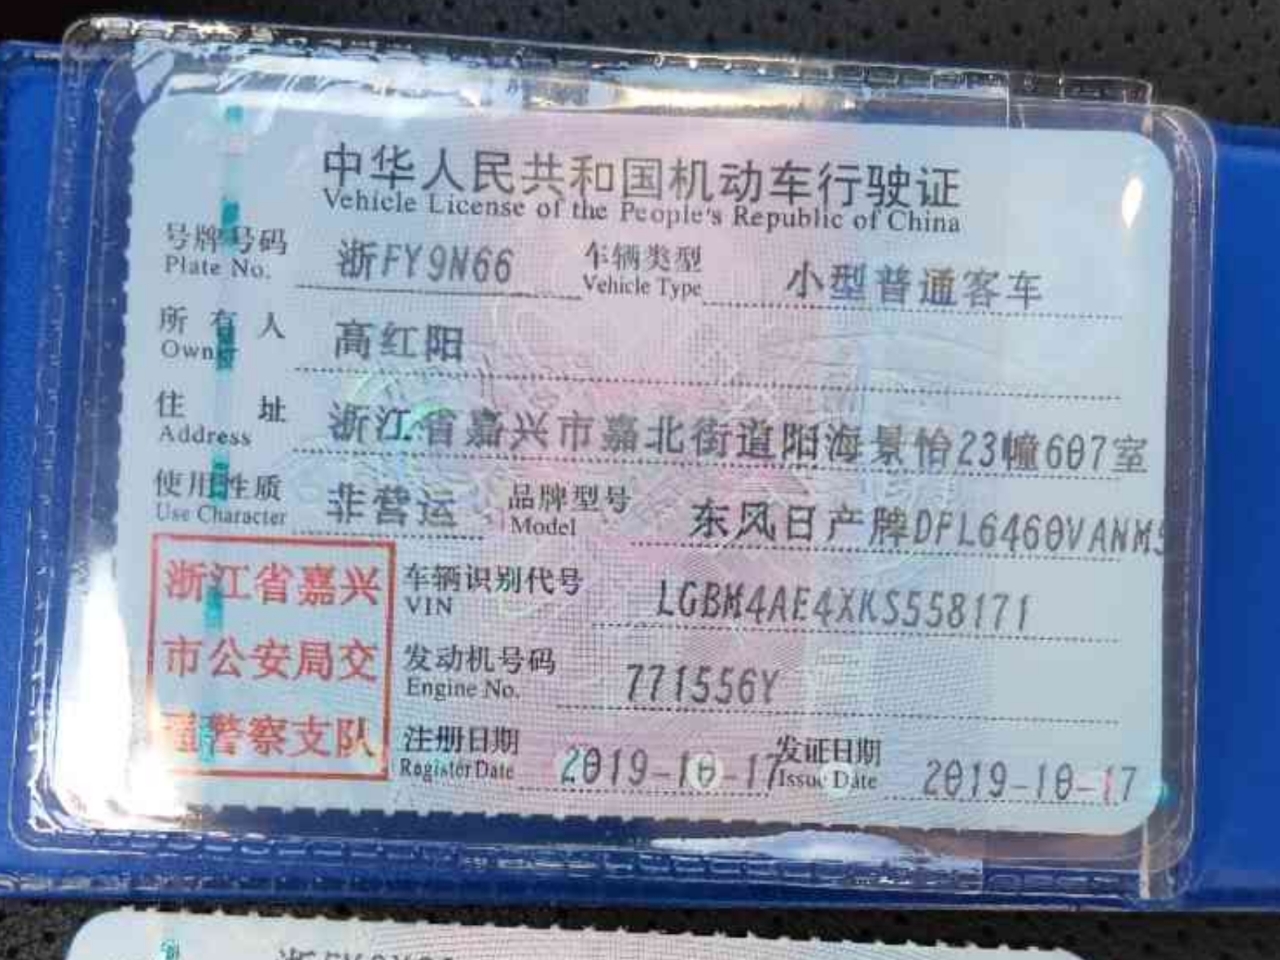 中华人民共和国机动车行驶证
Vehicle License of the People's Republic of China
号牌号码 浙FY9N66 车辆类型 小型普通客车
Plate No. Vehicle Type
所有人 高红阳
Owner
住址 浙江省嘉兴市嘉北街道阳海景怡23幢607室
Address
使用性质 非营运 品牌型号 东风日产牌DFL6460VANM5
Use Character Model
浙江省嘉兴
市公安局交
通警察支队
车辆识别代号 LGBM4AE4XKS558171
VIN
发动机号码 771556Y
Engine No.
注册日期 2019-10-17 发证日期 2019-10-17
Register Date Issue Date